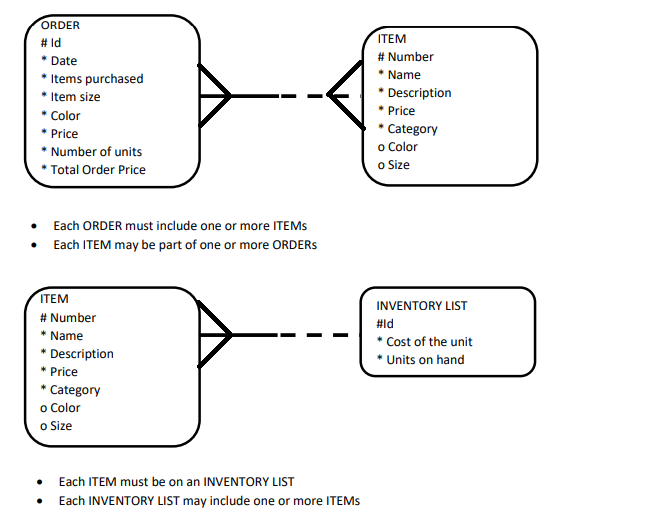 ORDER
# Id
* Date
* Items purchased
* Item size
* Color
* Price
* Number of units
* Total Order Price
ITEM
# Number
* Name
* Description
* Price
* Category
o Color
o Size
• Each ORDER must include one or more ITEMs
• Each ITEM may be part of one or more ORDERs
ITEM
# Number
* Name
* Description
* Price
* Category
o Color
o Size
INVENTORY LIST
#Id
* Cost of the unit
* Units on hand
• Each ITEM must be on an INVENTORY LIST
• Each INVENTORY LIST may include one or more ITEMs